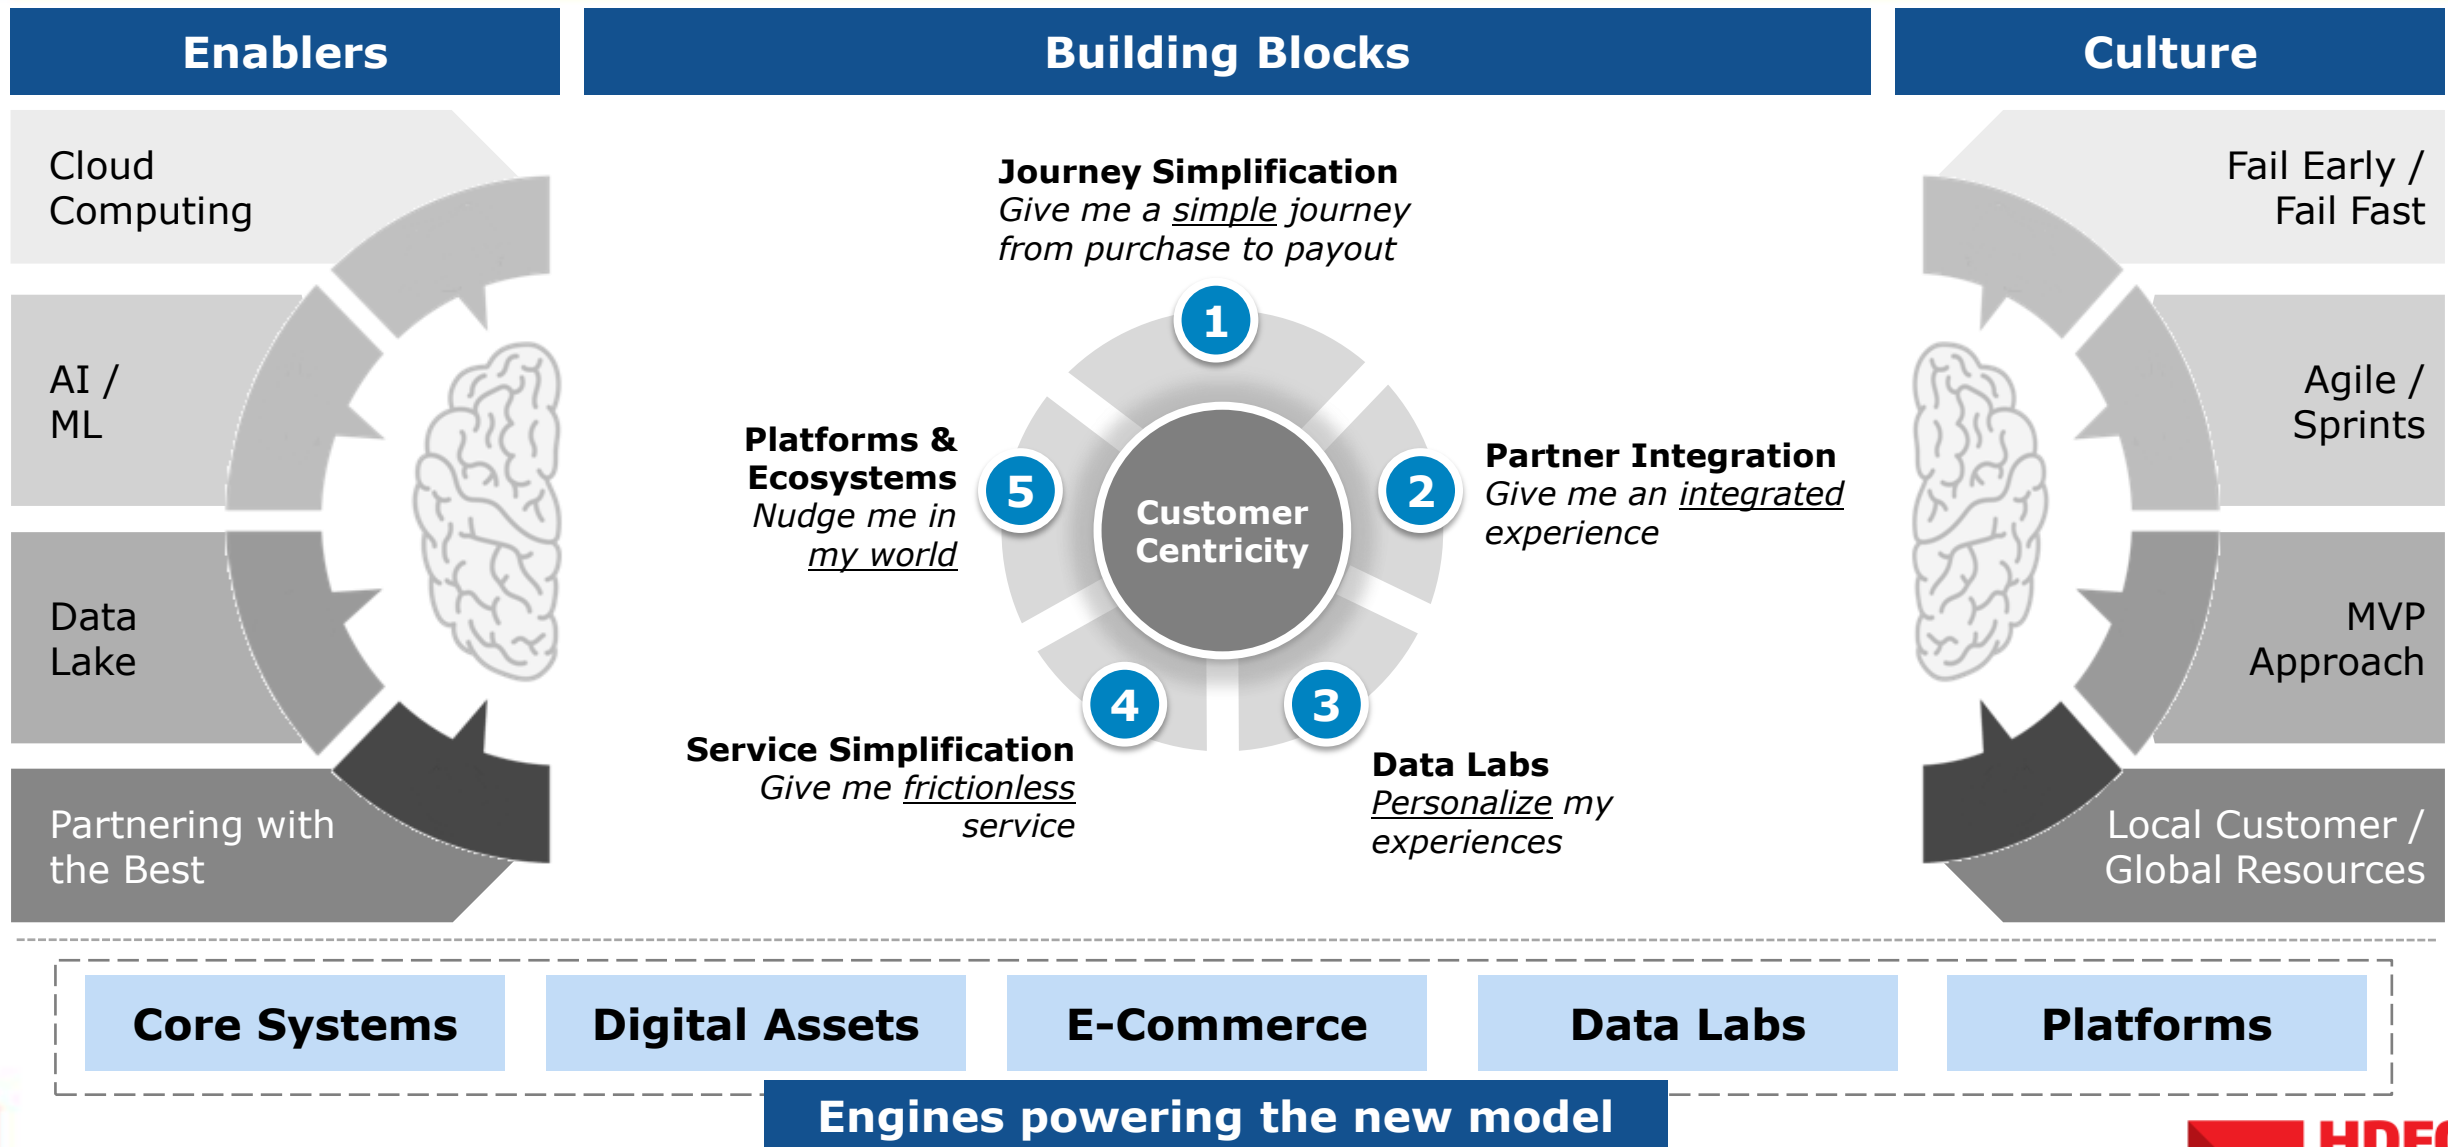 Enablers
Building Blocks
Culture
Cloud
Computing
AI /
ML
Data
Lake
Partnering with
the Best
Journey Simplification
Give me a simple journey
from purchase to payout
1
Partner Integration
Give me an integrated
experience
2
Data Labs
Personalize my
experiences
3
Service Simplification
Give me frictionless
service
4
Platforms &
Ecosystems
Nudge me in
my world
5
Customer
Centricity
Fail Early /
Fail Fast
Agile /
Sprints
MVP
Approach
Local Customer /
Global Resources
Core Systems
Digital Assets
E-Commerce
Data Labs
Platforms
Engines powering the new model